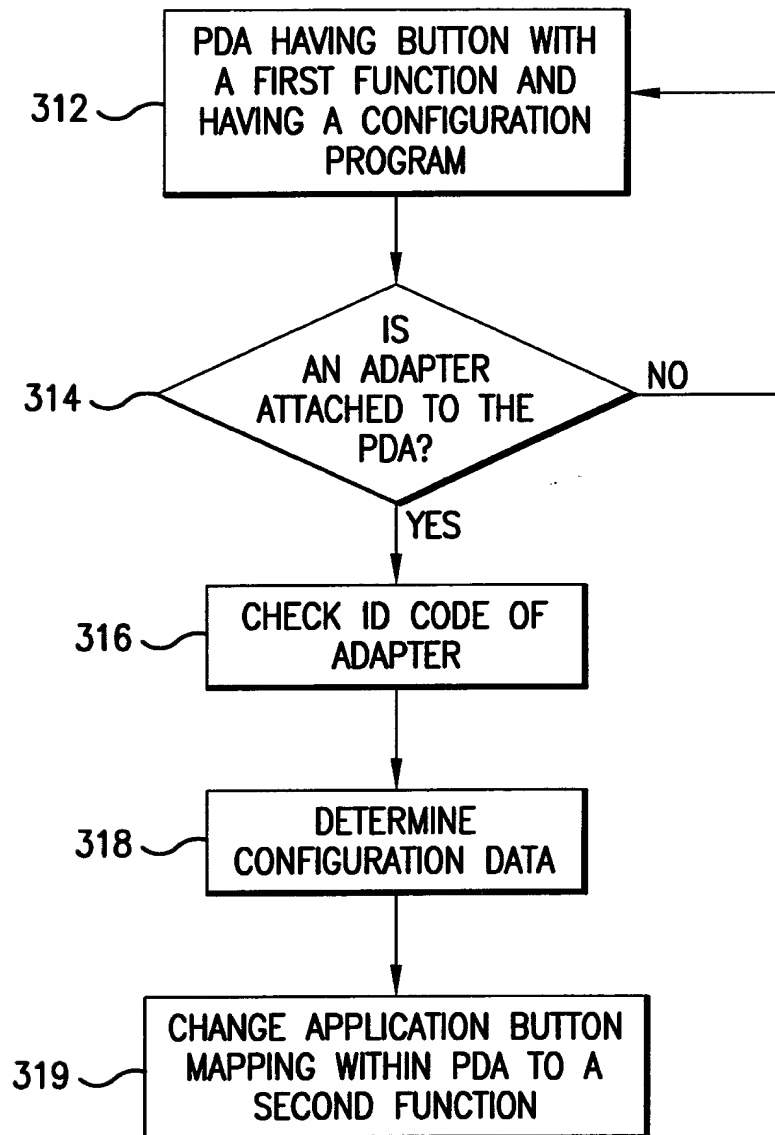 PDA HAVING BUTTON WITH
A FIRST FUNCTION AND
HAVING A CONFIGURATION
PROGRAM
312
IS
AN ADAPTER
ATTACHED TO THE
PDA?
314
NO
YES
CHECK ID CODE OF
ADAPTER
316
DETERMINE
CONFIGURATION DATA
318
CHANGE APPLICATION BUTTON
MAPPING WITHIN PDA TO A
SECOND FUNCTION
319